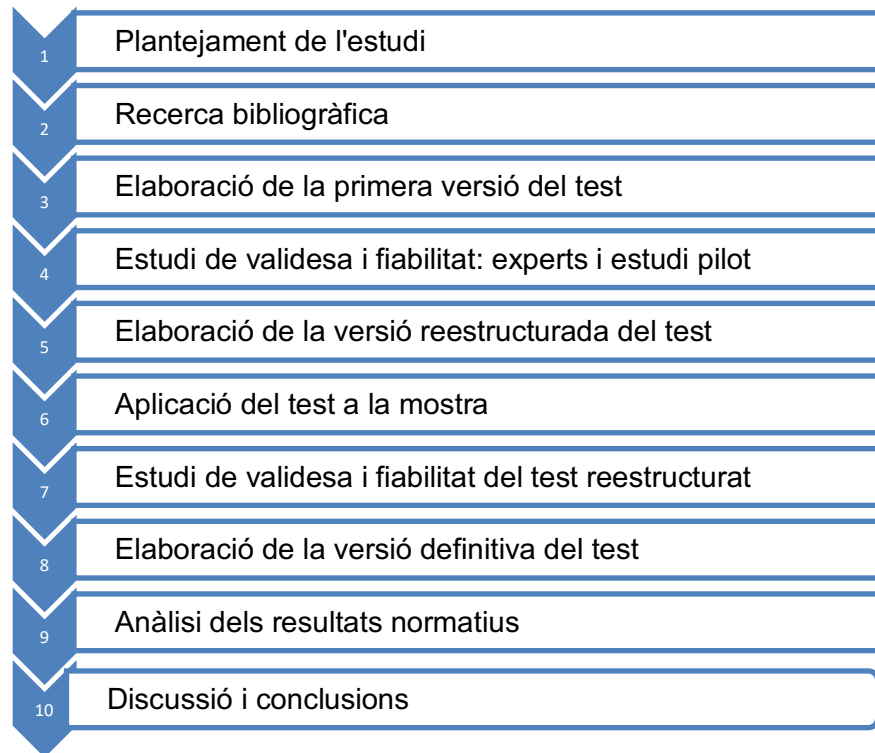 1 Plantejament de l'estudi
2 Recerca bibliogràfica
3 Elaboració de la primera versió del test
4 Estudi de validesa i fiabilitat: experts i estudi pilot
5 Elaboració de la versió reestructurada del test
6 Aplicació del test a la mostra
7 Estudi de validesa i fiabilitat del test reestructurat
8 Elaboració de la versió definitiva del test
9 Anàlisi dels resultats normatius
10 Discussió i conclusions